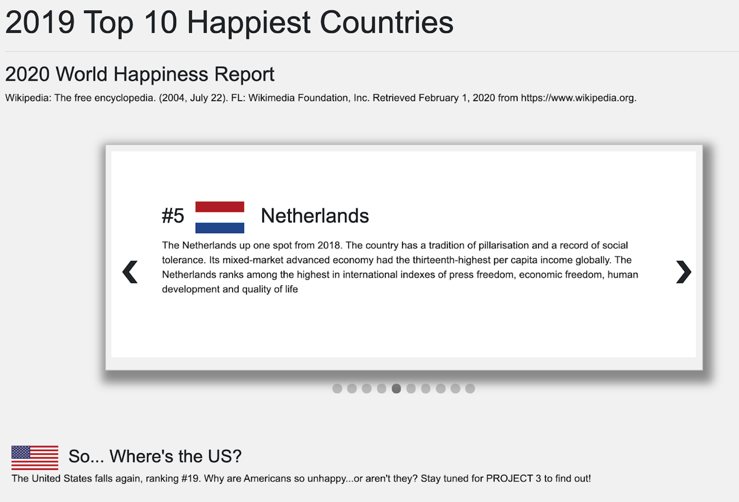 2019 Top 10 Happiest Countries
2020 World Happiness Report
Wikipedia: The free encyclopedia. (2004, July 22). FL: Wikimedia Foundation, Inc. Retrieved February 1, 2020 from https://www.wikipedia.org.
#5 Netherlands
The Netherlands up one spot from 2018. The country has a tradition of pillarisation and a record of social
tolerance. Its mixed-market advanced economy had the thirteenth-highest per capita income globally. The
Netherlands ranks among the highest in international indexes of press freedom, economic freedom, human
development and quality of life
So... Where's the US?
The United States falls again, ranking #19. Why are Americans so unhappy...or aren't they? Stay tuned for PROJECT 3 to find out!